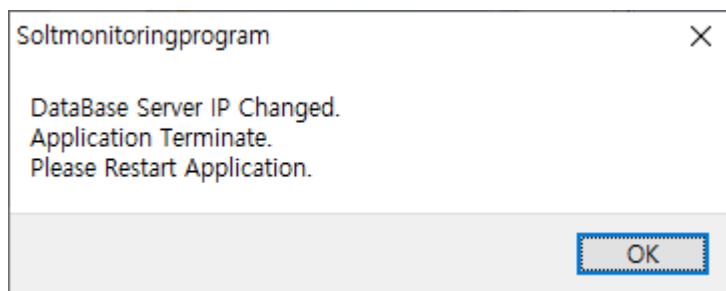 Soltmonitoringprogram
DataBase Server IP Changed.
Application Terminate.
Please Restart Application.
OK